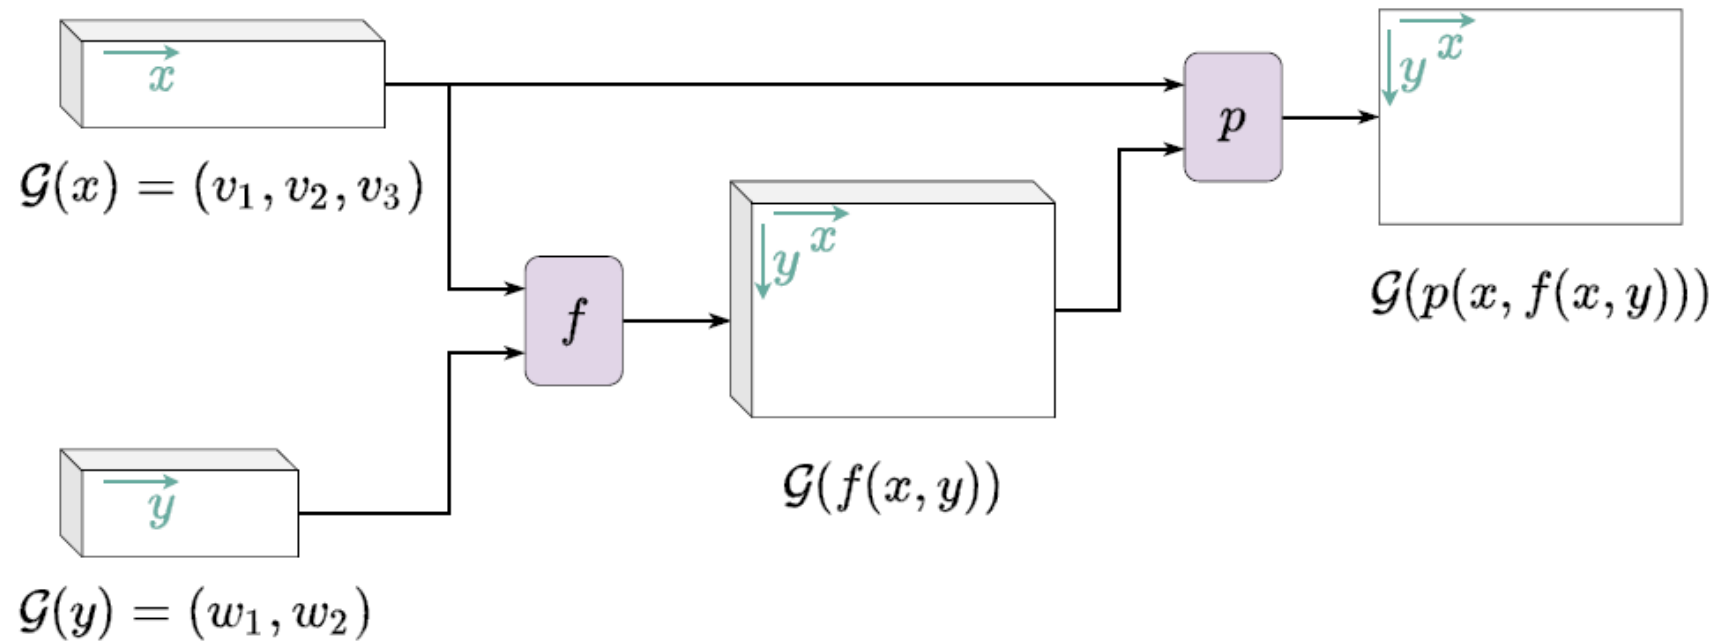 x
𝒢(x) = (v₁, v₂, v₃)
y
𝒢(y) = (w₁, w₂)
f
x
y
𝒢(f(x, y))
p
x
y
𝒢(p(x, f(x, y)))